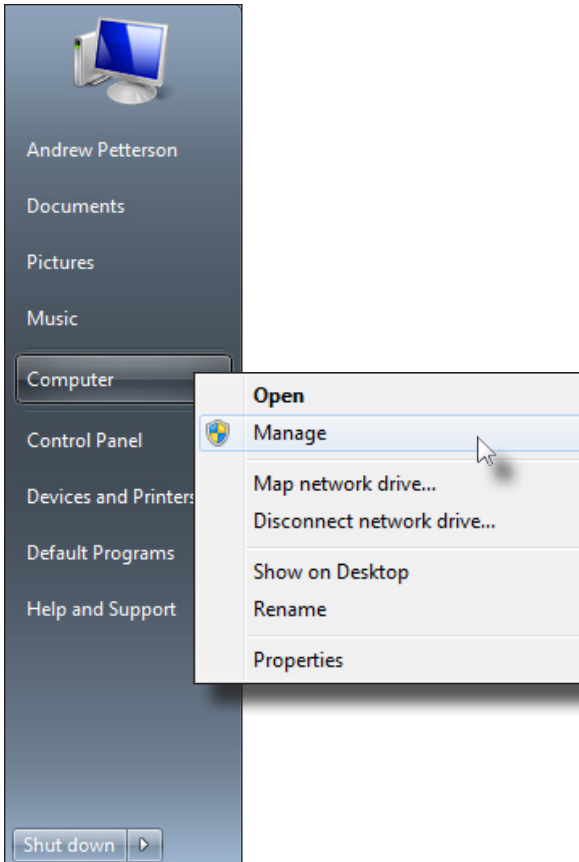 Andrew Petterson
Documents
Pictures
Music
Computer
Control Panel
Devices and Printers
Default Programs
Help and Support
Shut down
Open
Manage
Map network drive...
Disconnect network drive...
Show on Desktop
Rename
Properties